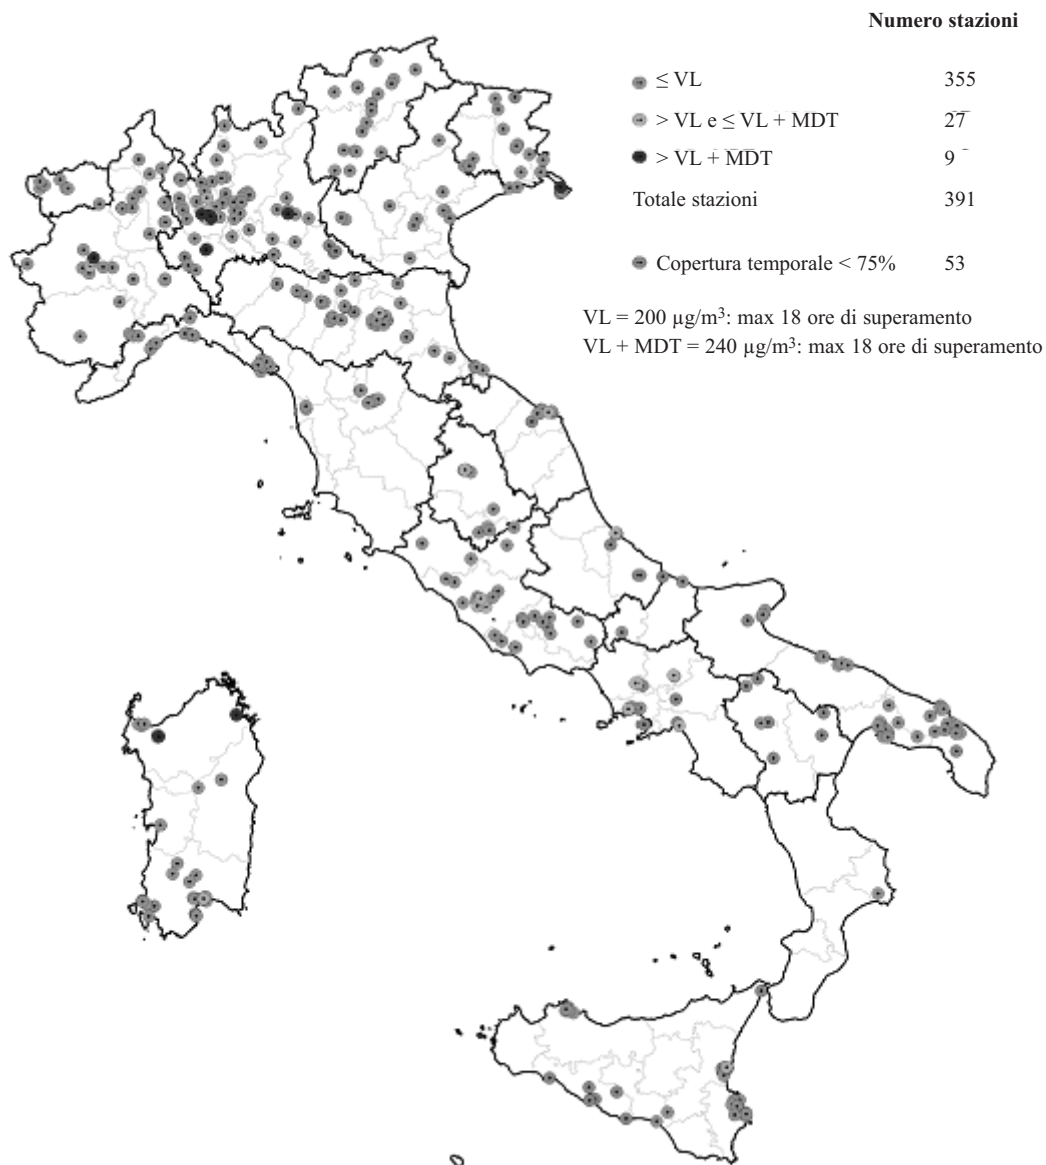 Numero stazioni
≤ VL 355
> VL e ≤ VL + MDT 27
> VL + MDT 9
Totale stazioni 391
Copertura temporale < 75% 53
VL = 200 µg/m³: max 18 ore di superamento
VL + MDT = 240 µg/m³: max 18 ore di superamento